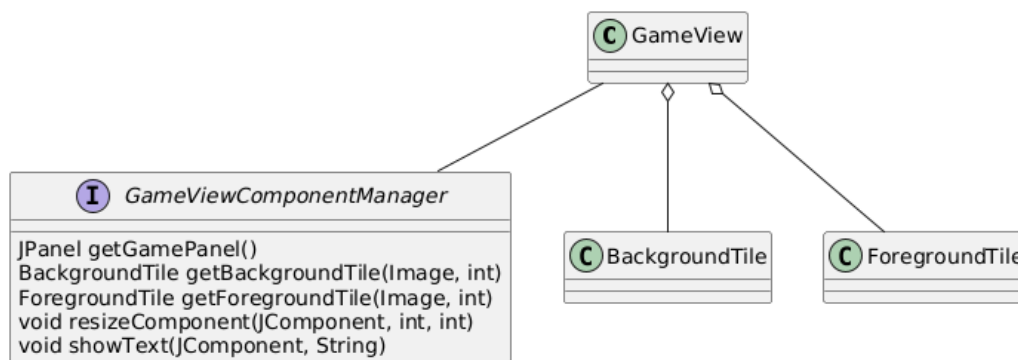 C GameView
I GameViewComponentManager
JPanel getGamePanel()
BackgroundTile getBackgroundTile(Image, int)
ForegroundTile getForegroundTile(Image, int)
void resizeComponent(JComponent, int, int)
void showText(JComponent, String)
C BackgroundTile
C ForegroundTile